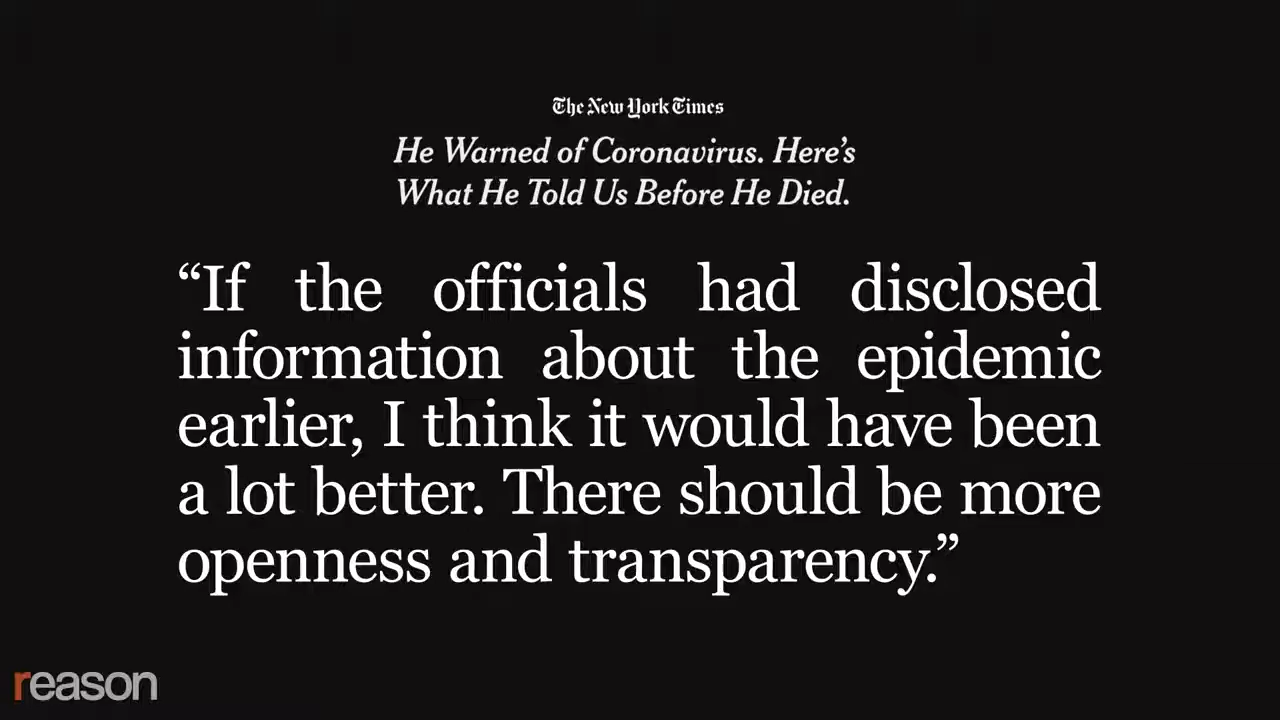 The New York Times
He Warned of Coronavirus. Here's
What He Told Us Before He Died.
“If the officials had disclosed
information about the epidemic
earlier, I think it would have been
a lot better. There should be more
openness and transparency.”
reason